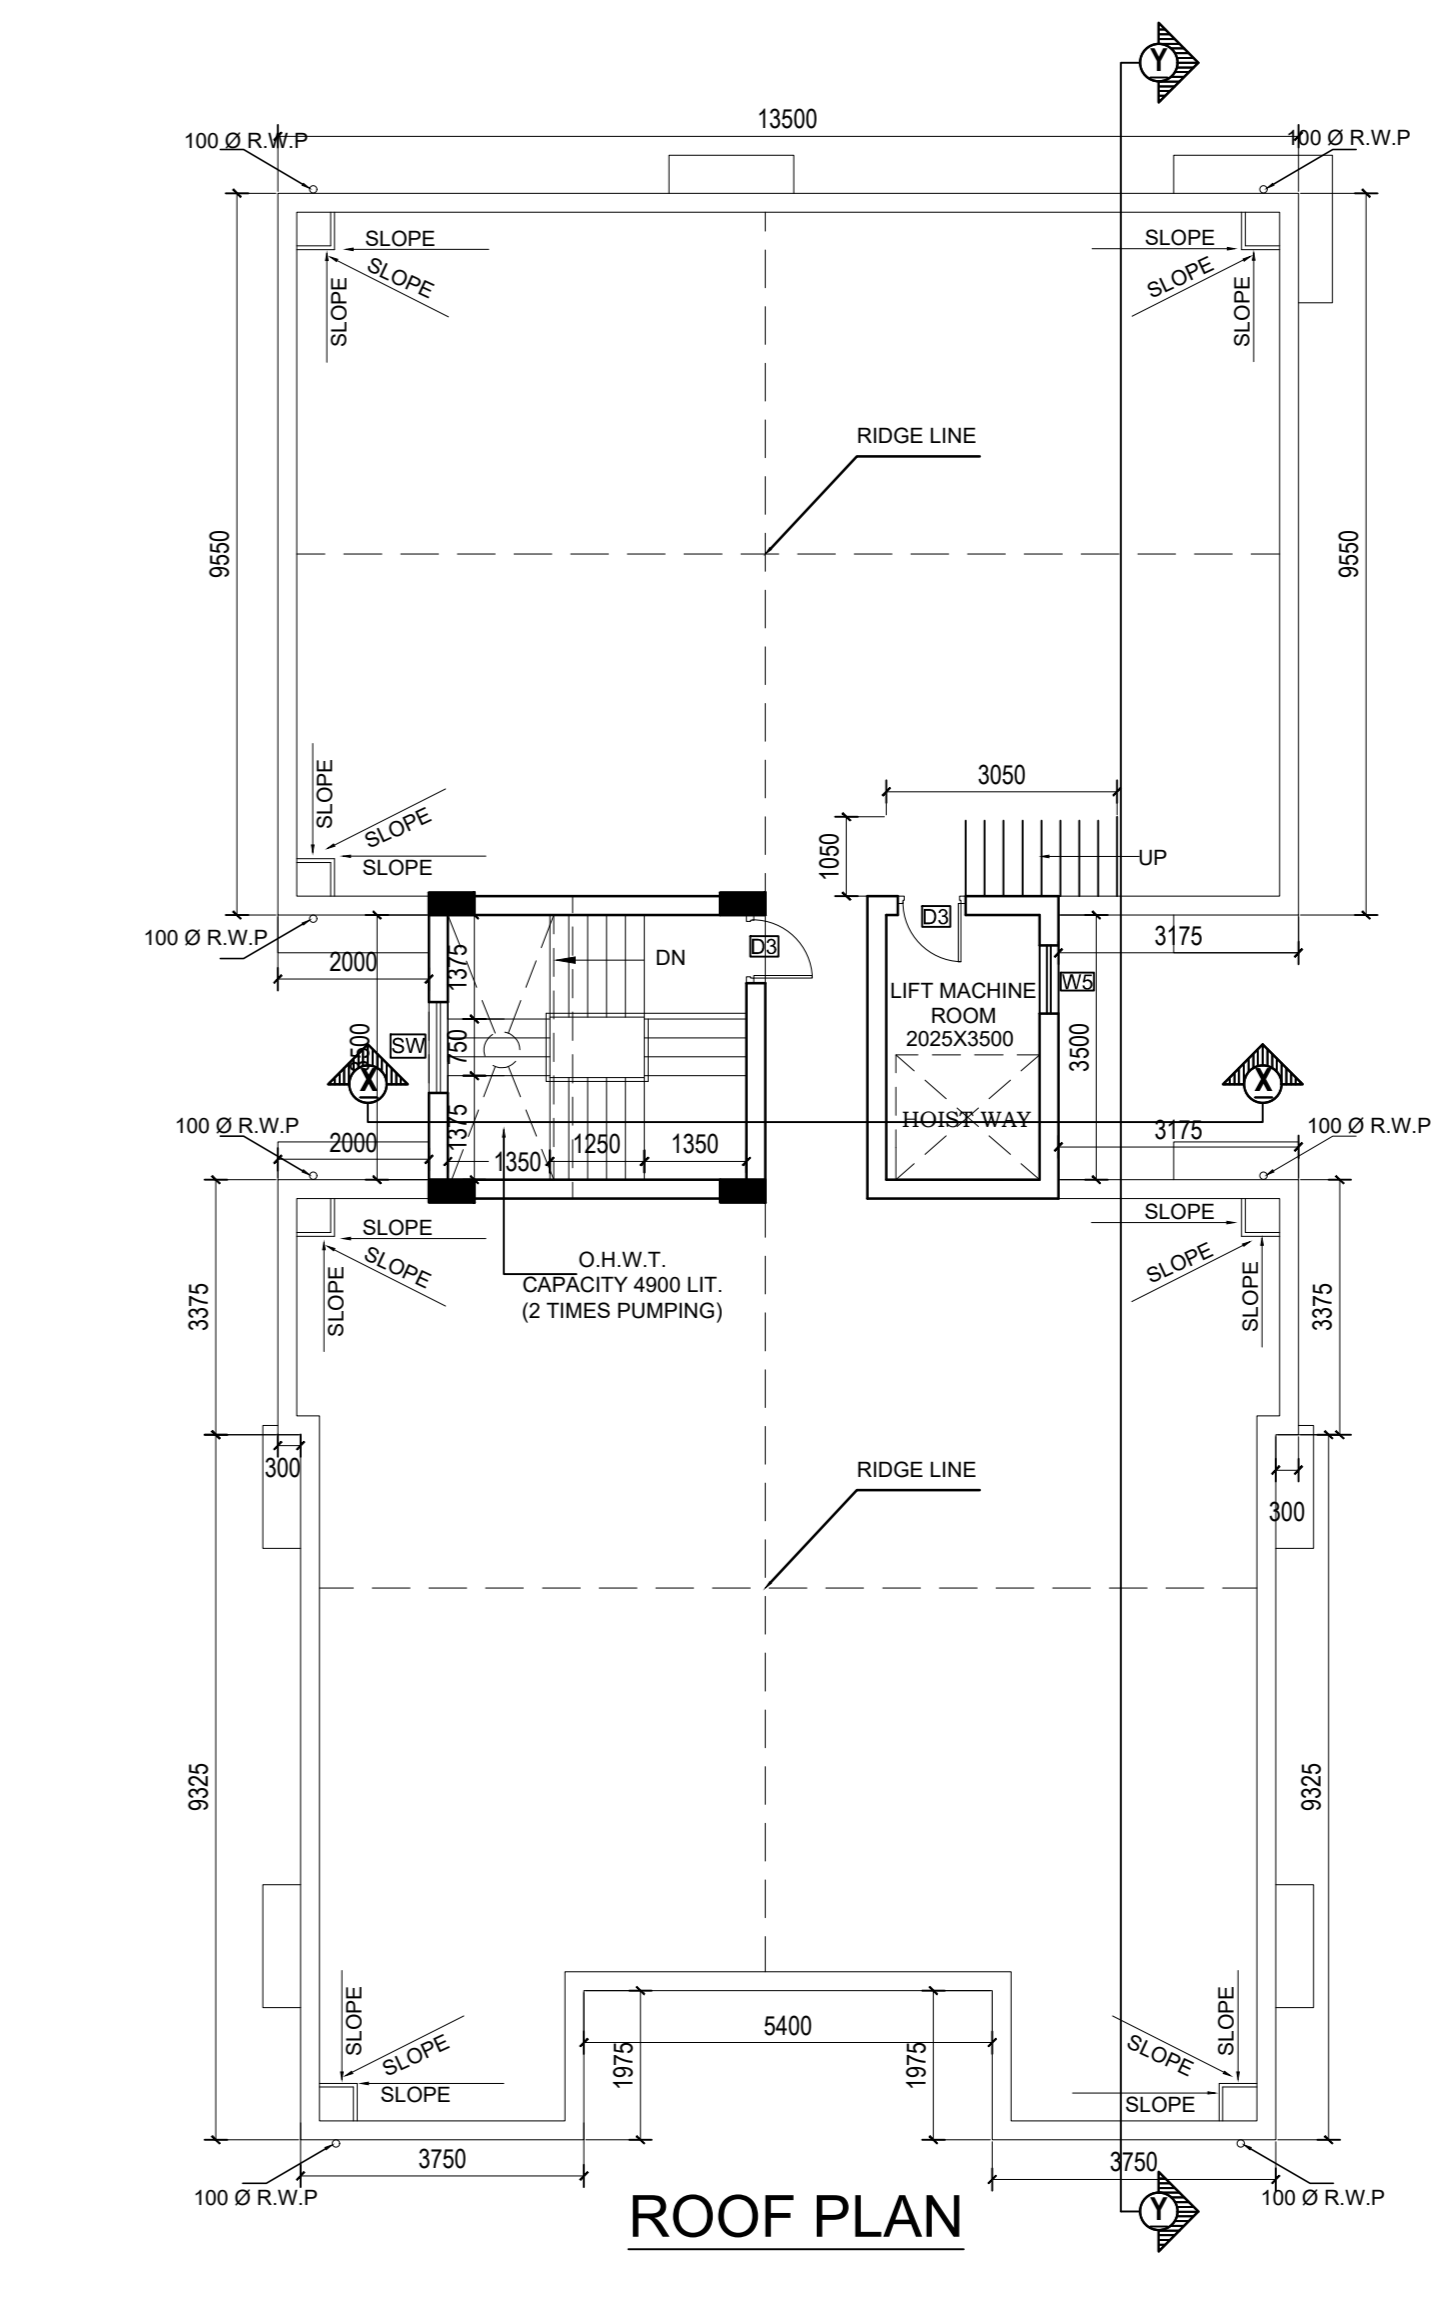 Y
13500
100 Ø R.W.P
100 Ø R.W.P
SLOPE
SLOPE
SLOPE
SLOPE
SLOPE
SLOPE
RIDGE LINE
9550
9550
3050
SLOPE
SLOPE
SLOPE
1050
UP
D3
100 Ø R.W.P
D3
3175
2000
1375
DN
W5
LIFT MACHINE
ROOM
2025X3500
3500
SW
750
3500
X
X
HOIST WAY
100 Ø R.W.P
100 Ø R.W.P
2000
1375
1350
1250
1350
3175
SLOPE
SLOPE
SLOPE
SLOPE
SLOPE
SLOPE
O.H.W.T.
CAPACITY 4900 LIT.
(2 TIMES PUMPING)
3375
3375
300
RIDGE LINE
300
9325
9325
5400
1975
1975
SLOPE
SLOPE
SLOPE
SLOPE
SLOPE
SLOPE
3750
3750
100 Ø R.W.P
100 Ø R.W.P
Y
ROOF PLAN